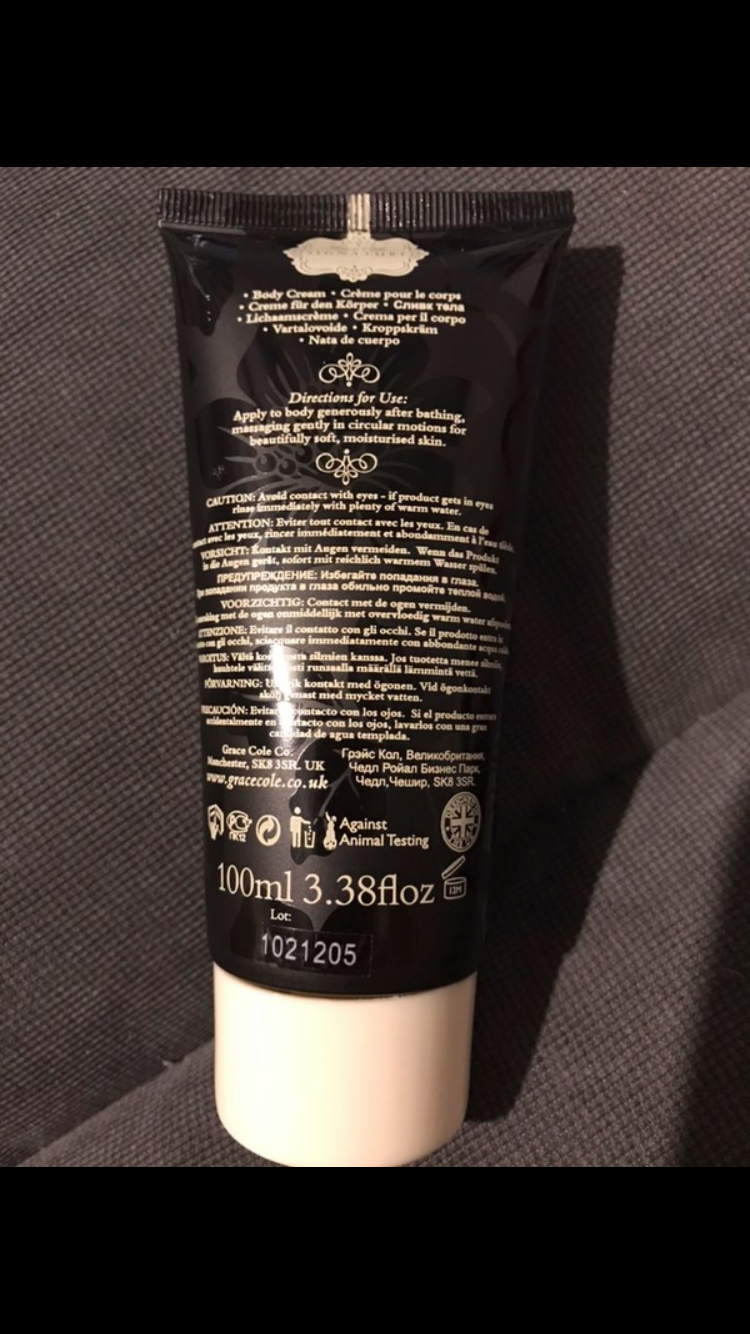 • Body Cream • Crème pour le corps
• Creme für den Körper • Сливк тела
• Lichaamscrème • Crema per il corpo
• Vartalovoide • Kroppskräm
• Nata de cuerpo
Directions for Use:
Apply to body generously after bathing,
massaging gently in circular motions for
beautifully soft, moisturised skin.
CAUTION: Avoid contact with eyes - if product gets in eyes
rinse immediately with plenty of warm water.
ATTENTION: Eviter tout contact avec les yeux. En cas de
avec les yeux, rincer immédiatement et abondamment à l'eau
VORSICHT: Kontakt mit Augen vermeiden. Wenn das Produkt
in die Augen gerät, sofort mit reichlich warmem Wasser spülen.
ПРЕДУПРЕЖДЕНИЕ: Избегайте попадания в глаза.
При попадании продукта в глаза обильно промойте теплой водой.
VOORZICHTIG: Contact met de ogen vermijden.
met de ogen onmiddellijk met overvloedig warm water
Evitare il contatto con gli occhi. Se il prodotto entra
con gli occhi, sciacquare immediatamente con abbondante acqua
Vältä silmien kanssa. Jos tuotetta menee silmiin,
huuhtele runsaalla määrällä lämmintä vettä.
FÖRVARNING: kontakt med ögonen. Vid ögonkontakt
med mycket vatten.
Evitar contacto con los ojos. Si el producto
accidentalmente en con los ojos, lavarlos con una gran
de agua templada.
Grace Cole Co.
Manchester, SK8 3SR. UK
www.gracecole.co.uk
Грэйс Кол, Великобритания,
Чедл Ройал Бизнес Парк,
Чедл,Чешир, SK8 3SR.
Against
Animal Testing
100ml 3.38floz
12M
Lot:
1021205